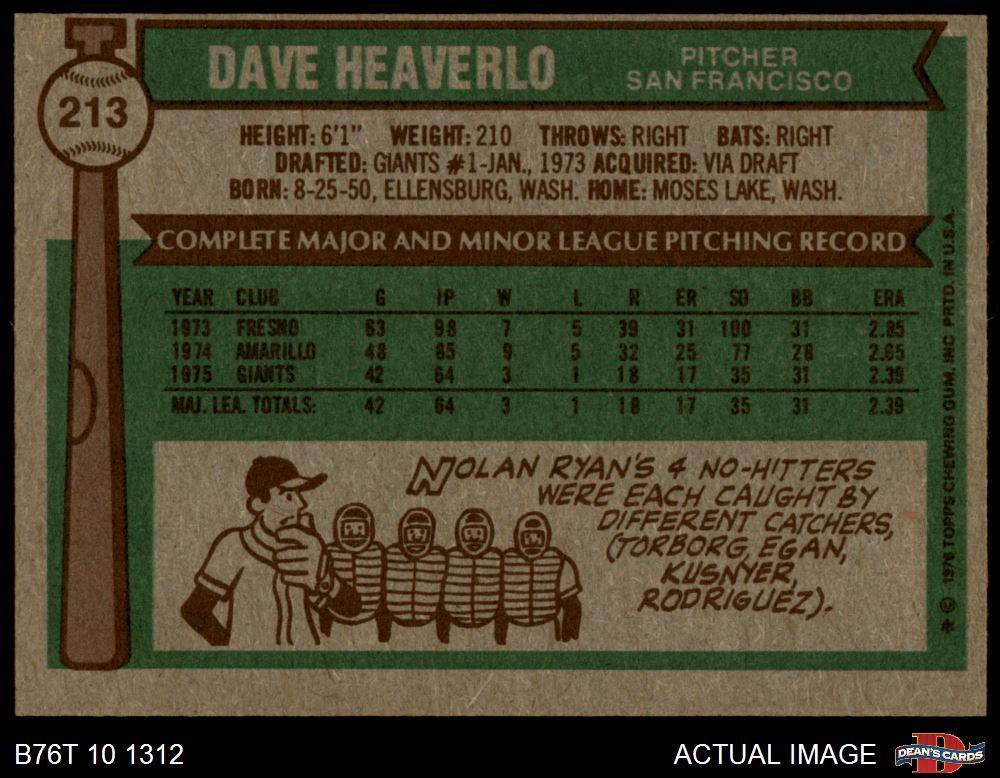 213
DAVE HEAVERLO
PITCHER
SAN FRANCISCO
HEIGHT: 6'1" WEIGHT: 210 THROWS: RIGHT BATS: RIGHT
DRAFTED: GIANTS #1-JAN., 1973 ACQUIRED: VIA DRAFT
BORN: 8-25-50, ELLENSBURG, WASH. HOME: MOSES LAKE, WASH.
COMPLETE MAJOR AND MINOR LEAGUE PITCHING RECORD
YEAR CLUB G IP W L R ER SO BB ERA
1973 FRESNO 63 98 7 5 39 31 100 31 2.85
1974 AMARILLO 48 85 9 5 32 25 77 28 2.65
1975 GIANTS 42 64 3 1 18 17 35 31 2.39
MAJ. LEA. TOTALS: 42 64 3 1 18 17 35 31 2.39
NOLAN RYAN'S 4 NO-HITTERS
WERE EACH CAUGHT BY
DIFFERENT CATCHERS,
(TORBORG, EGAN,
KUSNYER,
RODRIGUEZ).
* © 1976 TOPPS CHEWING GUM, INC PRTD. IN U.S.A.
B76T 10 1312
ACTUAL IMAGE
DEAN'S CARDS